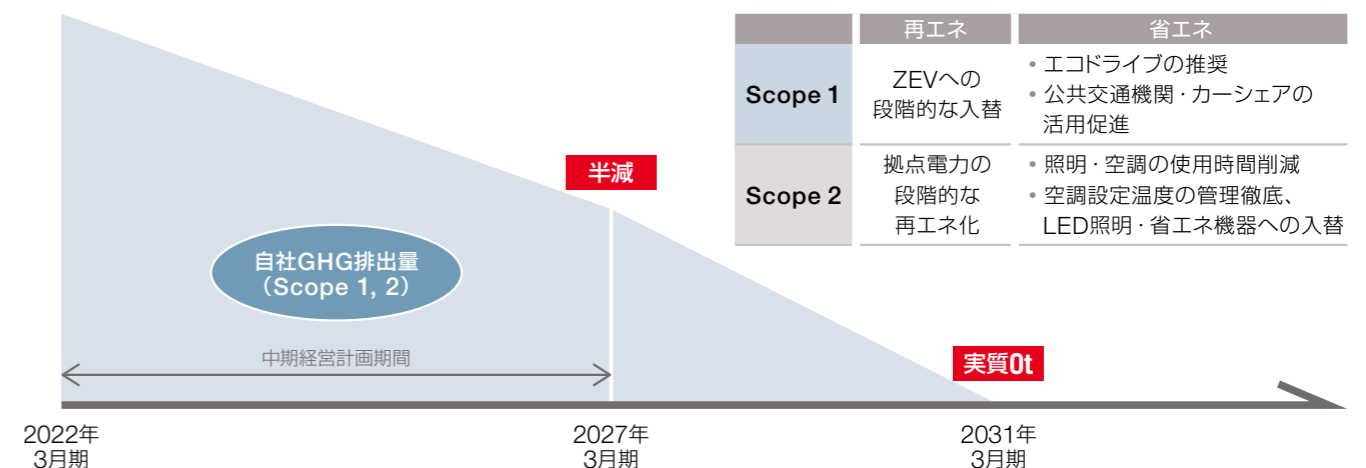 再エネ
省エネ
Scope 1
ZEVへの
段階的な入替
• エコドライブの推奨
• 公共交通機関・カーシェアの
活用促進
Scope 2
拠点電力の
段階的な
再エネ化
• 照明・空調の使用時間削減
• 空調設定温度の管理徹底、
LED照明・省エネ機器への入替
半減
自社GHG排出量
（Scope 1, 2）
中期経営計画期間
実質0t
2022年
3月期
2027年
3月期
2031年
3月期